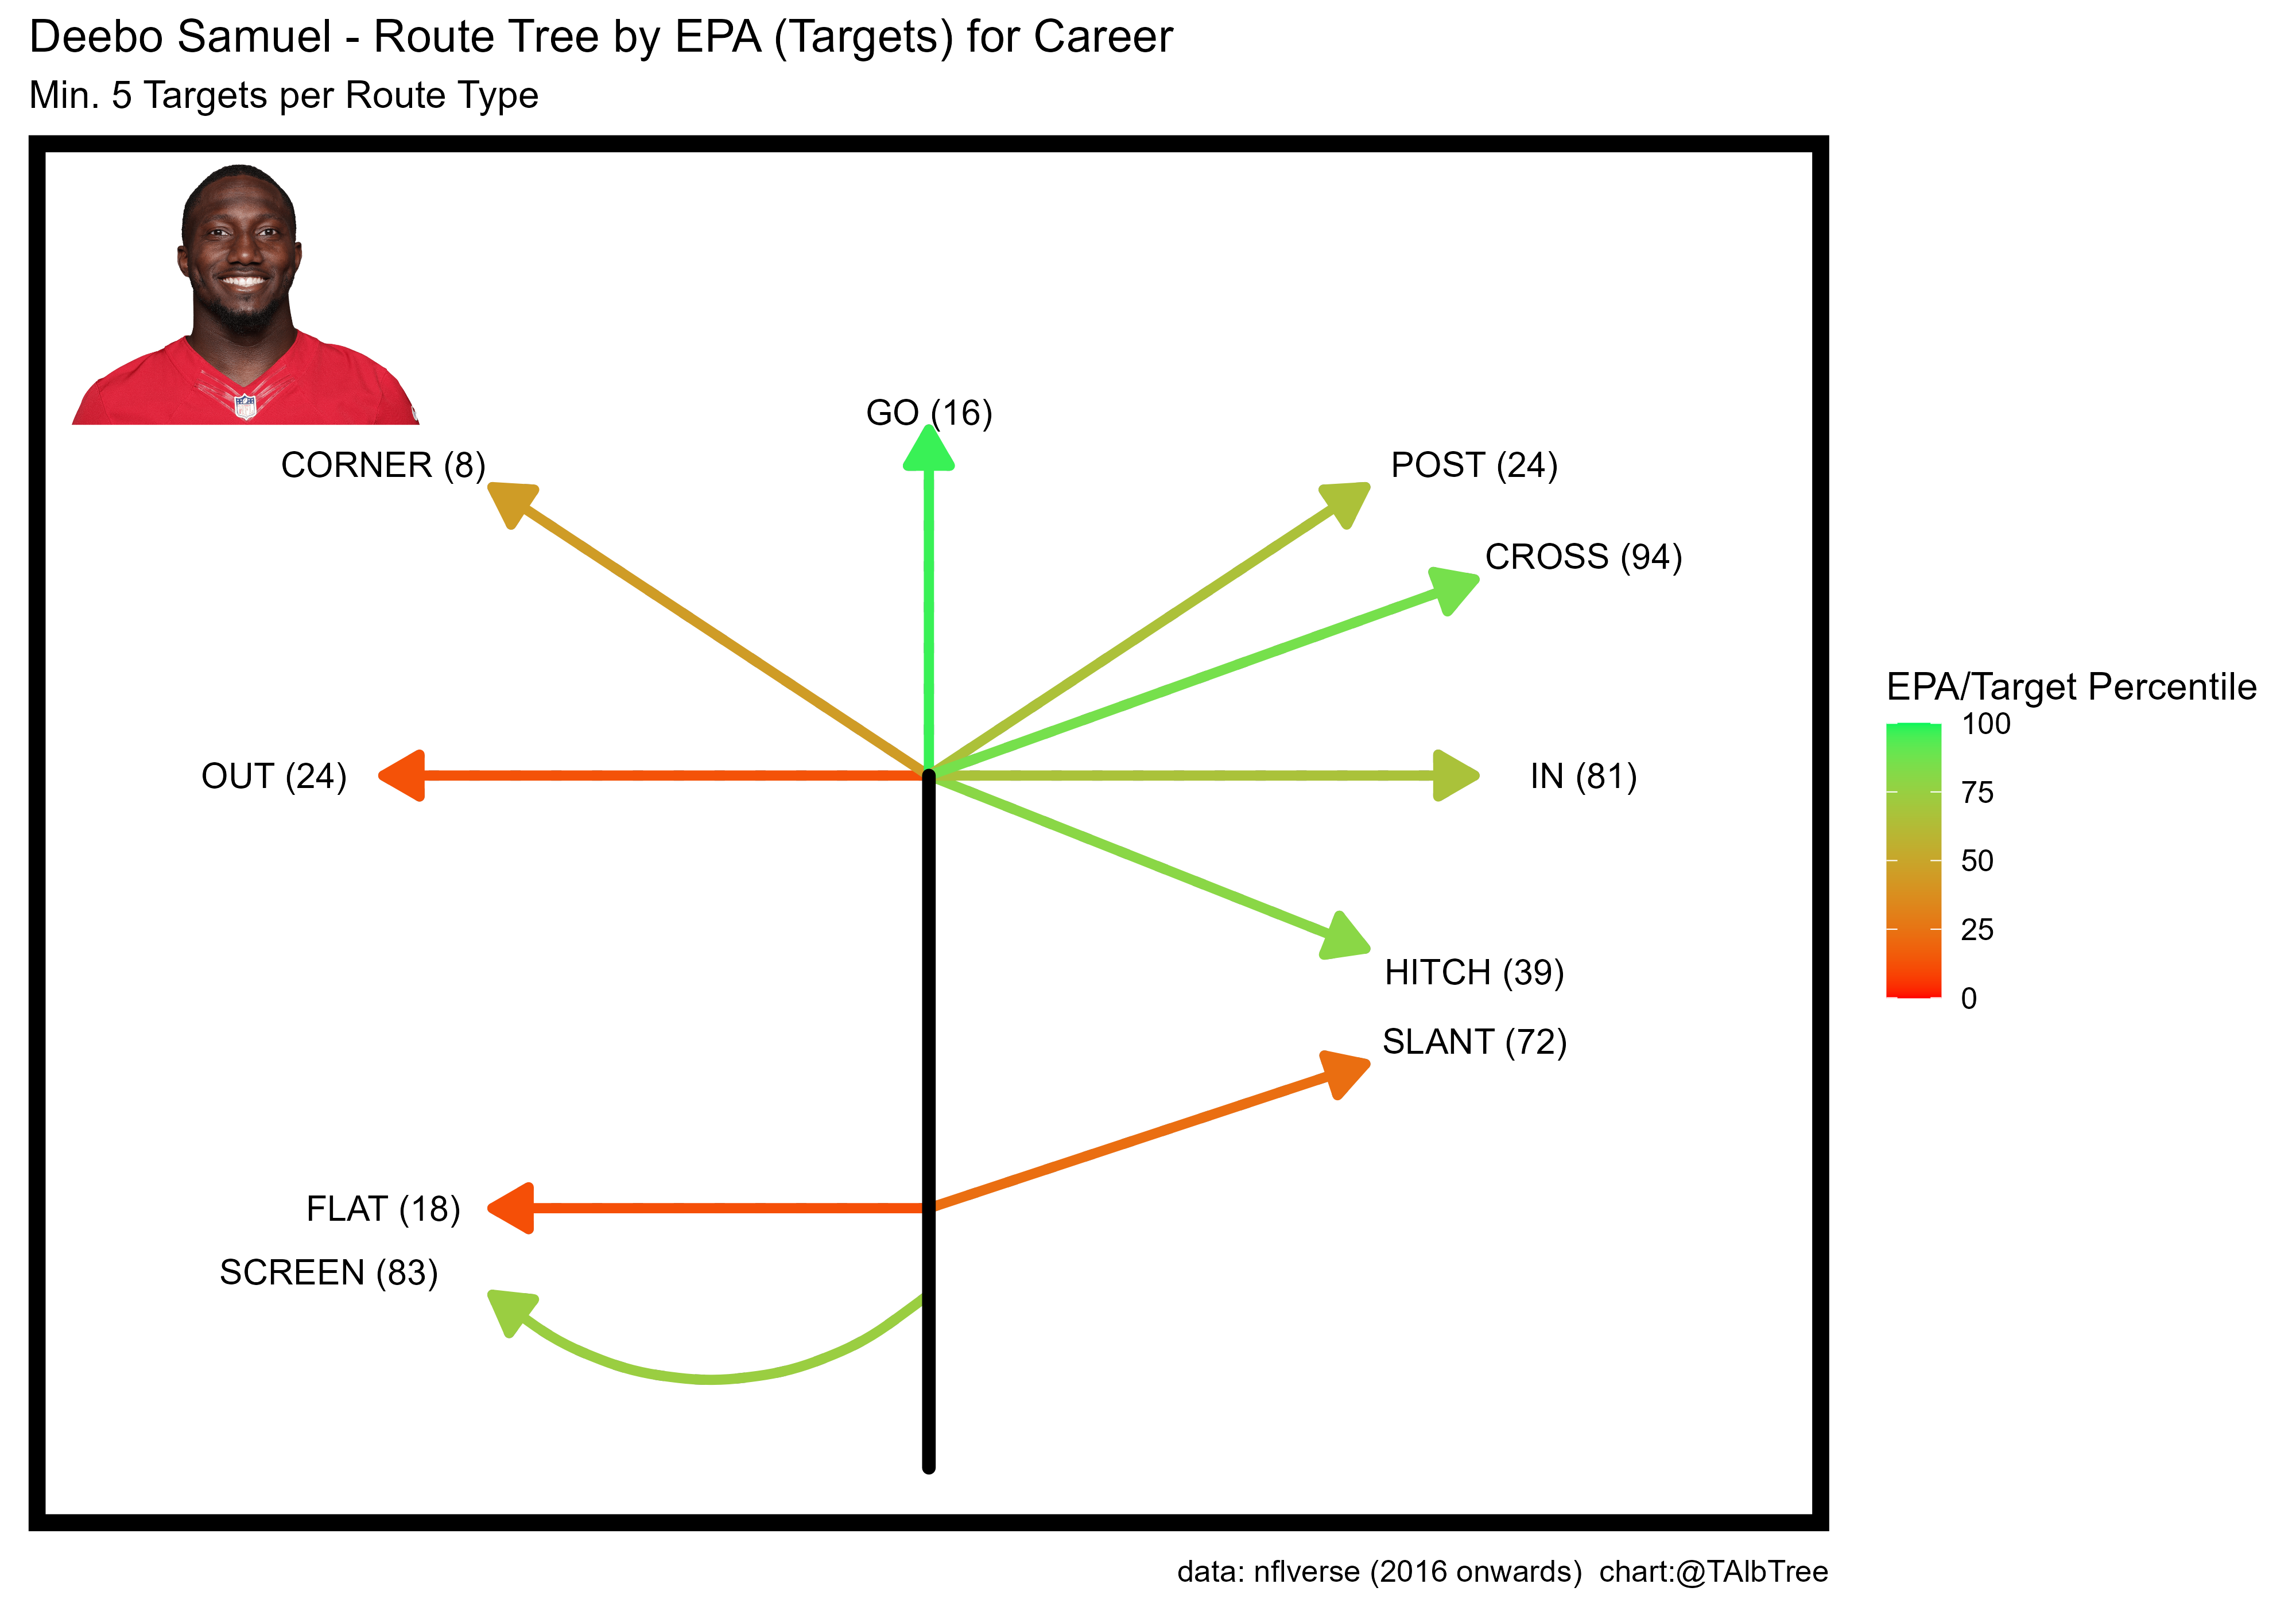 Deebo Samuel - Route Tree by EPA (Targets) for Career
Min. 5 Targets per Route Type
GO (16)
CORNER (8)
POST (24)
CROSS (94)
OUT (24)
IN (81)
HITCH (39)
SLANT (72)
FLAT (18)
SCREEN (83)
EPA/Target Percentile
100
75
50
25
0
data: nflverse (2016 onwards)  chart:@TAlbTree